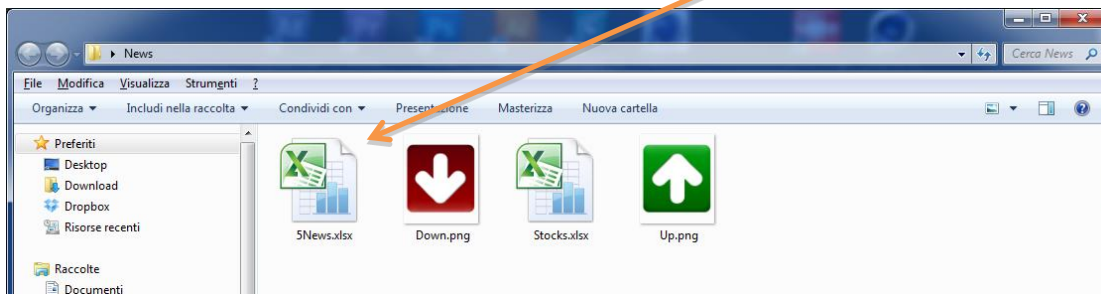 News
Cerca News
File Modifica Visualizza Strumenti ?
Organizza Includi nella raccolta Condividi con Presentazione Masterizza Nuova cartella
Preferiti
Desktop
Download
Dropbox
Risorse recenti
Raccolte
Documenti
5News.xlsx
Down.png
Stocks.xlsx
Up.png